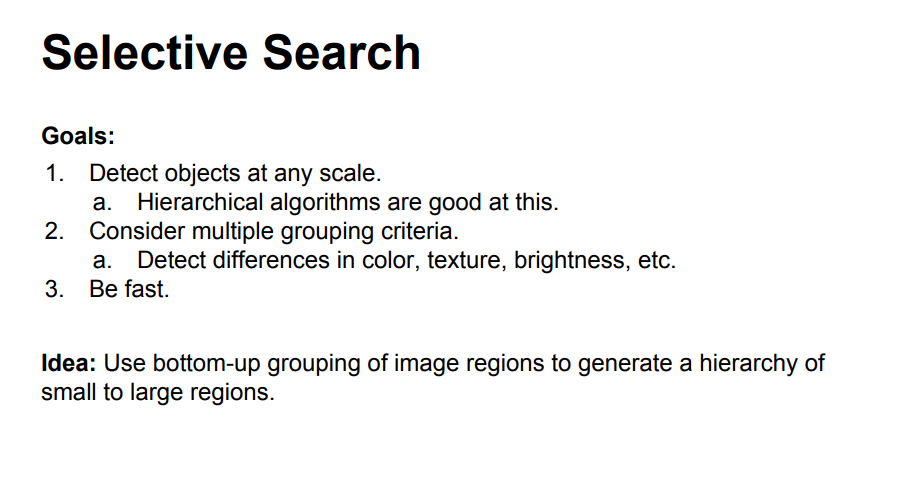 Selective Search
Goals:
1. Detect objects at any scale.
a. Hierarchical algorithms are good at this.
2. Consider multiple grouping criteria.
a. Detect differences in color, texture, brightness, etc.
3. Be fast.
Idea: Use bottom-up grouping of image regions to generate a hierarchy of
small to large regions.